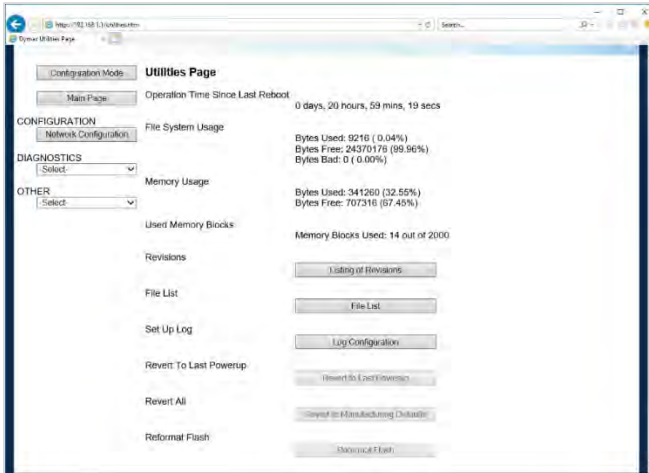 Search...
Dymec Utilities Page
Configuration Mode
Utilities Page
Main Page
Operation Time Since Last Reboot
0 days, 20 hours, 59 mins, 19 secs
CONFIGURATION
Network Configuration
File System Usage
Bytes Used: 9216 ( 0.04%)
Bytes Free: 24370176 (99.96%)
Bytes Bad: 0 ( 0.00%)
DIAGNOSTICS
-Select-
Memory Usage
Bytes Used: 341260 (32.55%)
Bytes Free: 707316 (67.45%)
OTHER
-Select-
Used Memory Blocks
Memory Blocks Used: 14 out of 2000
Revisions
Listing of Revisions
File List
File List
Set Up Log
Log Configuration
Revert To Last Powerup
Revert to Last Powerup
Revert All
Revert to Manufacturing Defaults
Reformat Flash
Reformat Flash